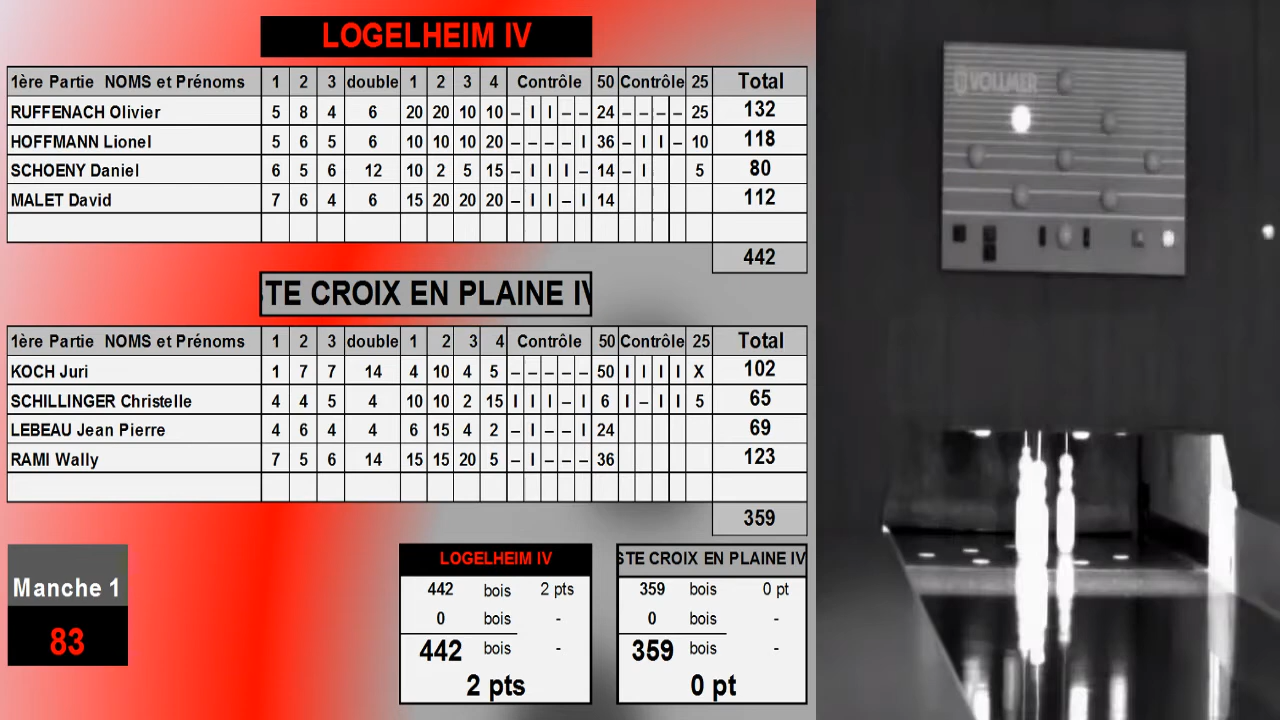 LOGELHEIM IV
1ère Partie NOMS et Prénoms 1 2 3 double 1 2 3 4 Contrôle 50 Contrôle 25 Total
RUFFENACH Olivier 5 8 4 6 20 20 10 10 – I I – – 24 – – – – 25 132
HOFFMANN Lionel 5 6 5 6 10 10 10 20 – – – – I 36 – I I – 10 118
SCHOENY Daniel 6 5 6 12 10 2 5 15 – I I I – 14 – I 5 80
MALET David 7 6 4 6 15 20 20 20 – I I – I 14 112
442
STE CROIX EN PLAINE IV
1ère Partie NOMS et Prénoms 1 2 3 double 1 2 3 4 Contrôle 50 Contrôle 25 Total
KOCH Juri 1 7 7 14 4 10 4 5 – – – – – 50 I I I I X 102
SCHILLINGER Christelle 4 4 5 4 10 10 2 15 I I I – I 6 I – I I 5 65
LEBEAU Jean Pierre 4 6 4 4 6 15 4 2 – I – – I 24 69
RAMI Wally 7 5 6 14 15 15 20 5 – I – – – 36 123
359
Manche 1
83
LOGELHEIM IV
442 bois 2 pts
0 bois -
442 bois -
2 pts
STE CROIX EN PLAINE IV
359 bois 0 pt
0 bois -
359 bois -
0 pt
VOLLMER